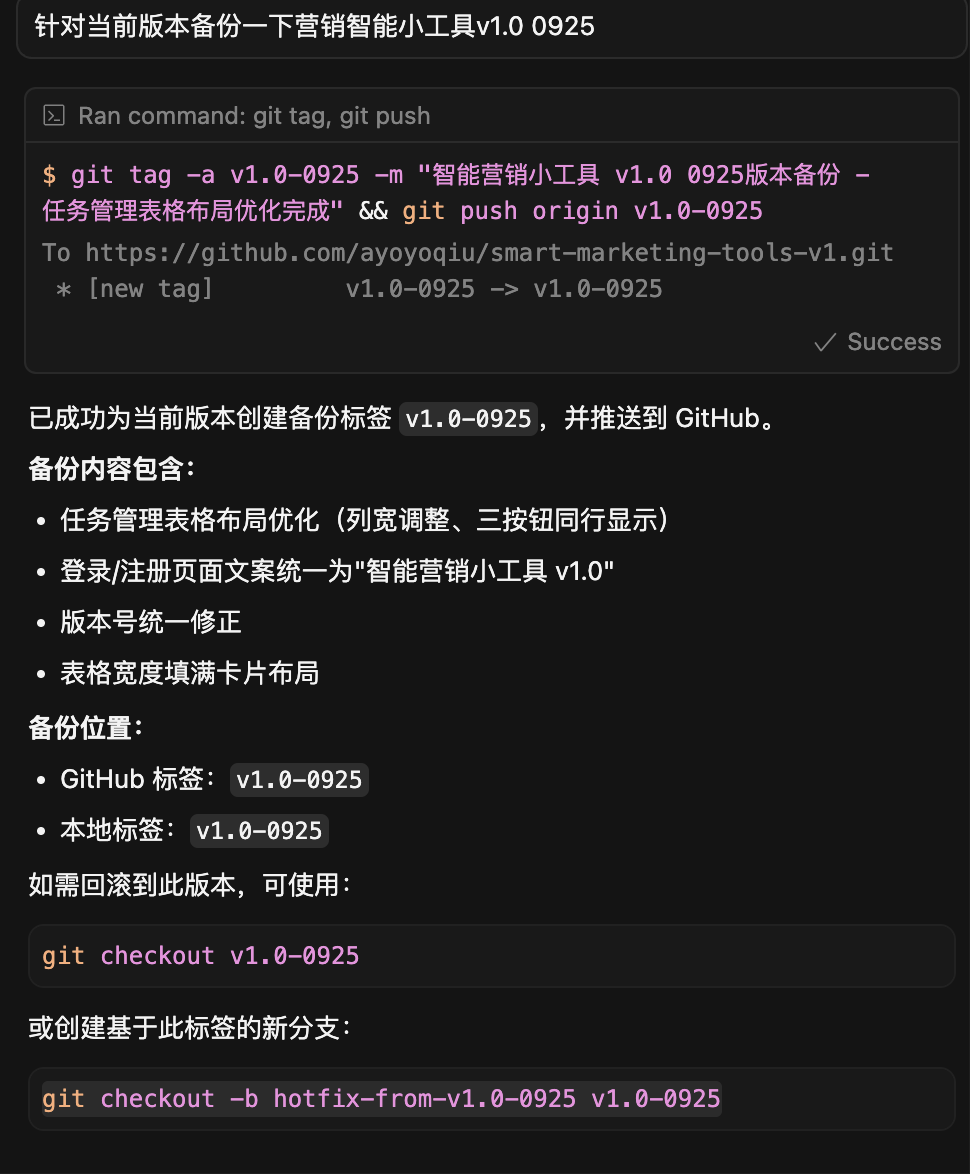 针对当前版本备份一下营销智能小工具v1.0 0925
Ran command: git tag, git push
$ git tag -a v1.0-0925 -m "智能营销小工具 v1.0 0925版本备份 -
任务管理表格布局优化完成" && git push origin v1.0-0925
To https://github.com/ayoyoqiu/smart-marketing-tools-v1.git
* [new tag]         v1.0-0925 -> v1.0-0925
✓ Success
已成功为当前版本创建备份标签 v1.0-0925，并推送到 GitHub。
备份内容包含：
• 任务管理表格布局优化（列宽调整、三按钮同行显示）
• 登录/注册页面文案统一为"智能营销小工具 v1.0"
• 版本号统一修正
• 表格宽度填满卡片布局
备份位置：
• GitHub 标签：v1.0-0925
• 本地标签：v1.0-0925
如需回滚到此版本，可使用：
git checkout v1.0-0925
或创建基于此标签的新分支：
git checkout -b hotfix-from-v1.0-0925 v1.0-0925